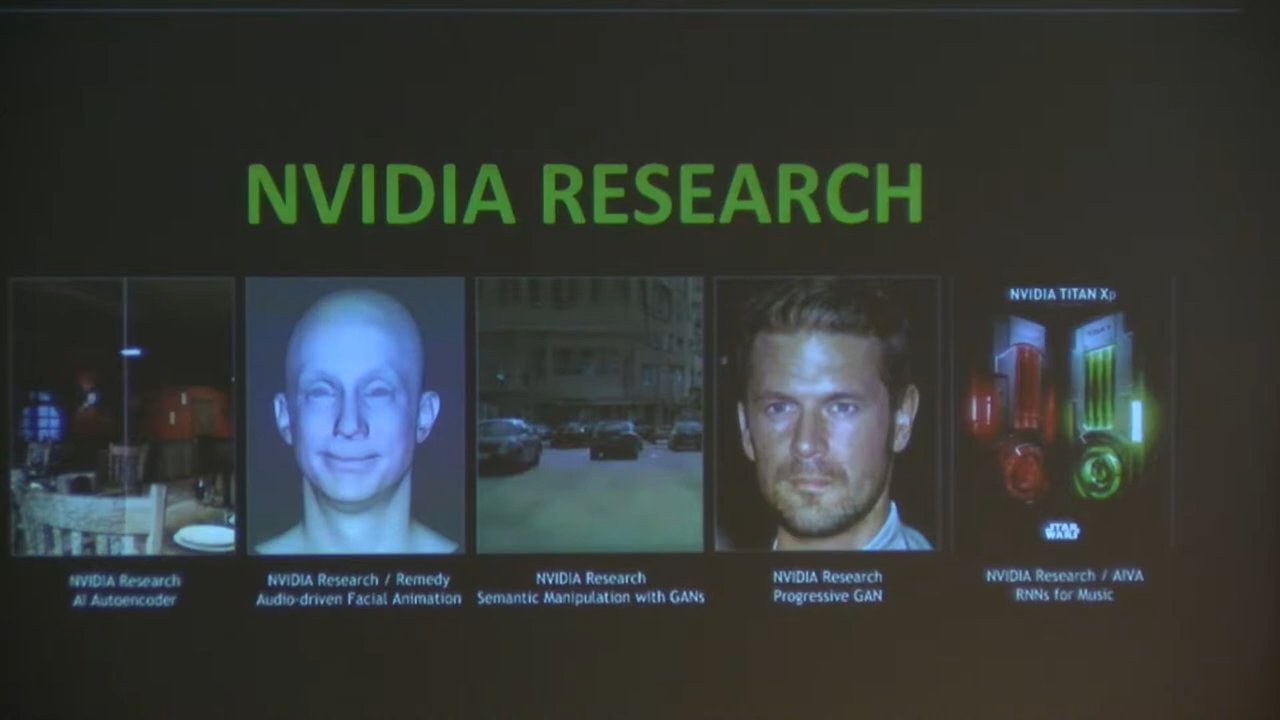 NVIDIA RESEARCH
NVIDIA TITAN Xp
STAR
WARS
NVIDIA Research
AI Autoencoder
NVIDIA Research / Remedy
Audio-driven Facial Animation
NVIDIA Research
Semantic Manipulation with GANs
NVIDIA Research
Progressive GAN
NVIDIA Research / AIVA
RNNs for Music